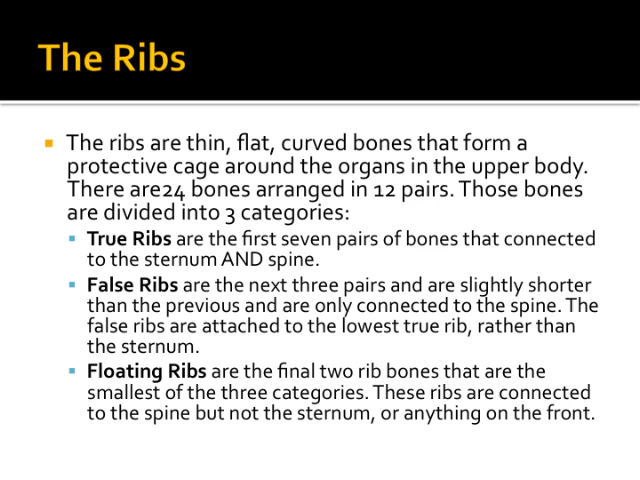 The Ribs
The ribs are thin, flat, curved bones that form a
protective cage around the organs in the upper body.
There are24 bones arranged in 12 pairs. Those bones
are divided into 3 categories:
True Ribs are the first seven pairs of bones that connected
to the sternum AND spine.
False Ribs are the next three pairs and are slightly shorter
than the previous and are only connected to the spine. The
false ribs are attached to the lowest true rib, rather than
the sternum.
Floating Ribs are the final two rib bones that are the
smallest of the three categories. These ribs are connected
to the spine but not the sternum, or anything on the front.